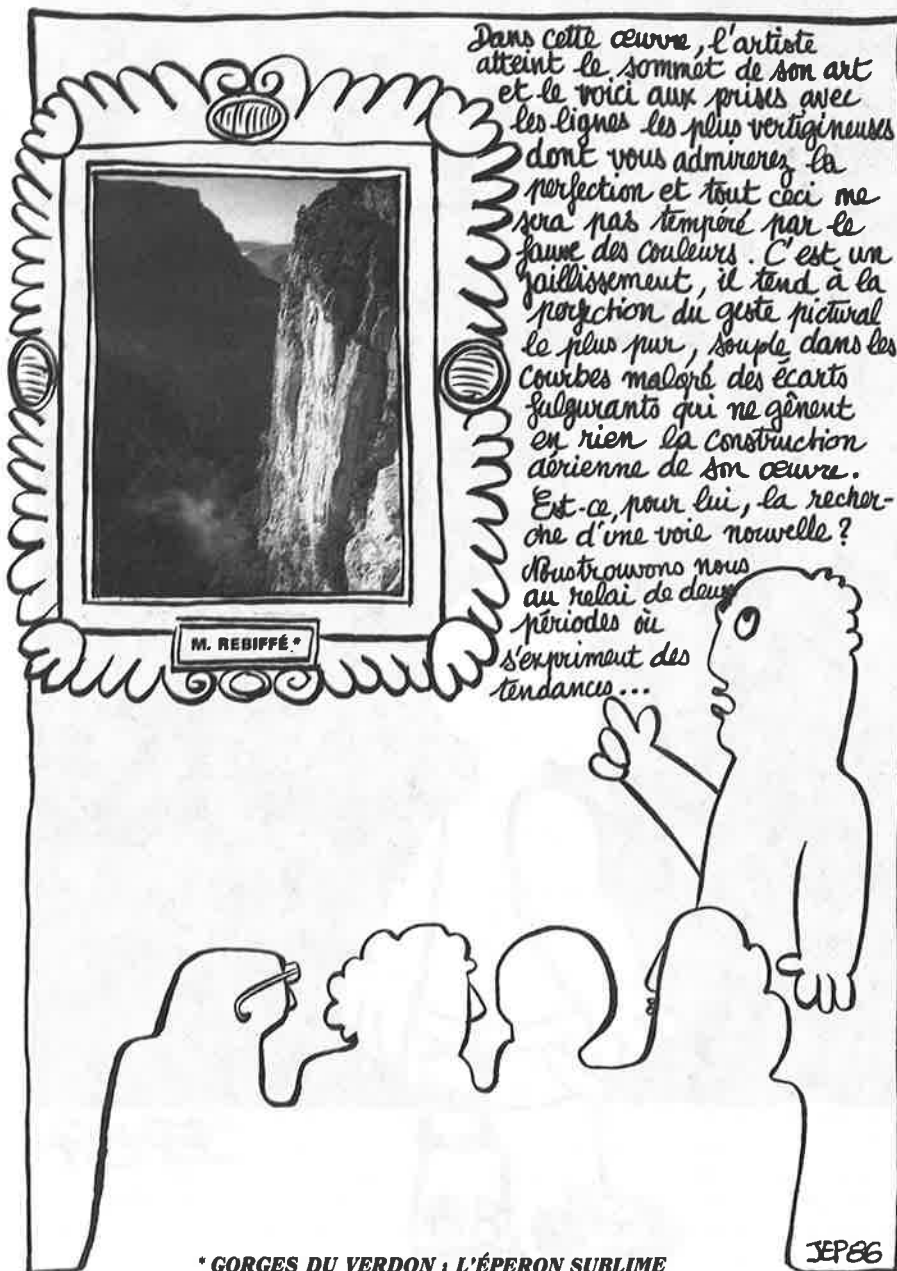 Dans cette œuvre, l'artiste
atteint le sommet de son art
et le voici aux prises avec
les lignes les plus vertigineuses
dont vous admirerez la
perfection et tout ceci ne
sera pas tempéré par le
fauve des couleurs. C'est un
jaillissement, il tend à la
perfection du geste pictural
le plus pur, souple dans les
courbes malgré des écarts
fulgurants qui ne gênent
en rien la construction
aérienne de son œuvre.
Est-ce, pour lui, la recher-
che d'une voie nouvelle ?
Nous trouvons nous
au relai de deux
périodes où
s'expriment des
tendances...
M. REBIFFÉ*
JEP86
* GORGES DU VERDON : L'ÉPERON SUBLIME